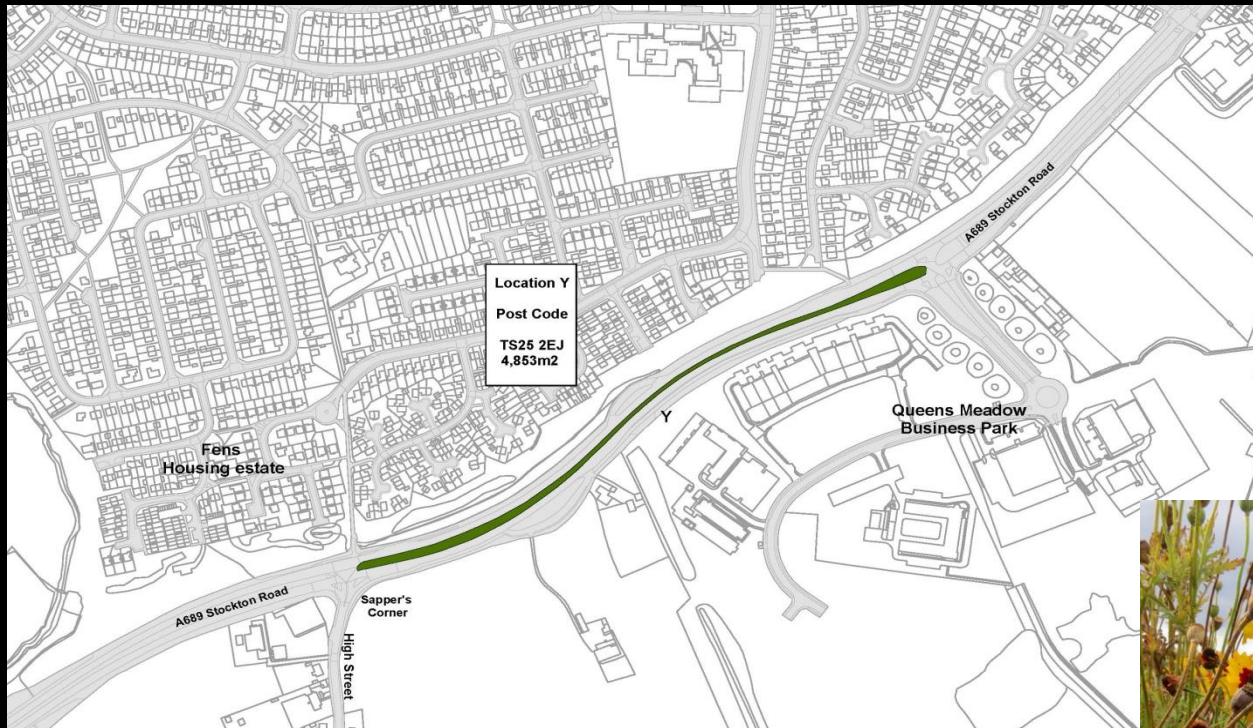 A689 Stockton Road
Location Y
Post Code
TS25 2EJ
4,853m2
Y
Queens Meadow
Business Park
Fens
Housing estate
A689 Stockton Road
Sapper's
Corner
High Street